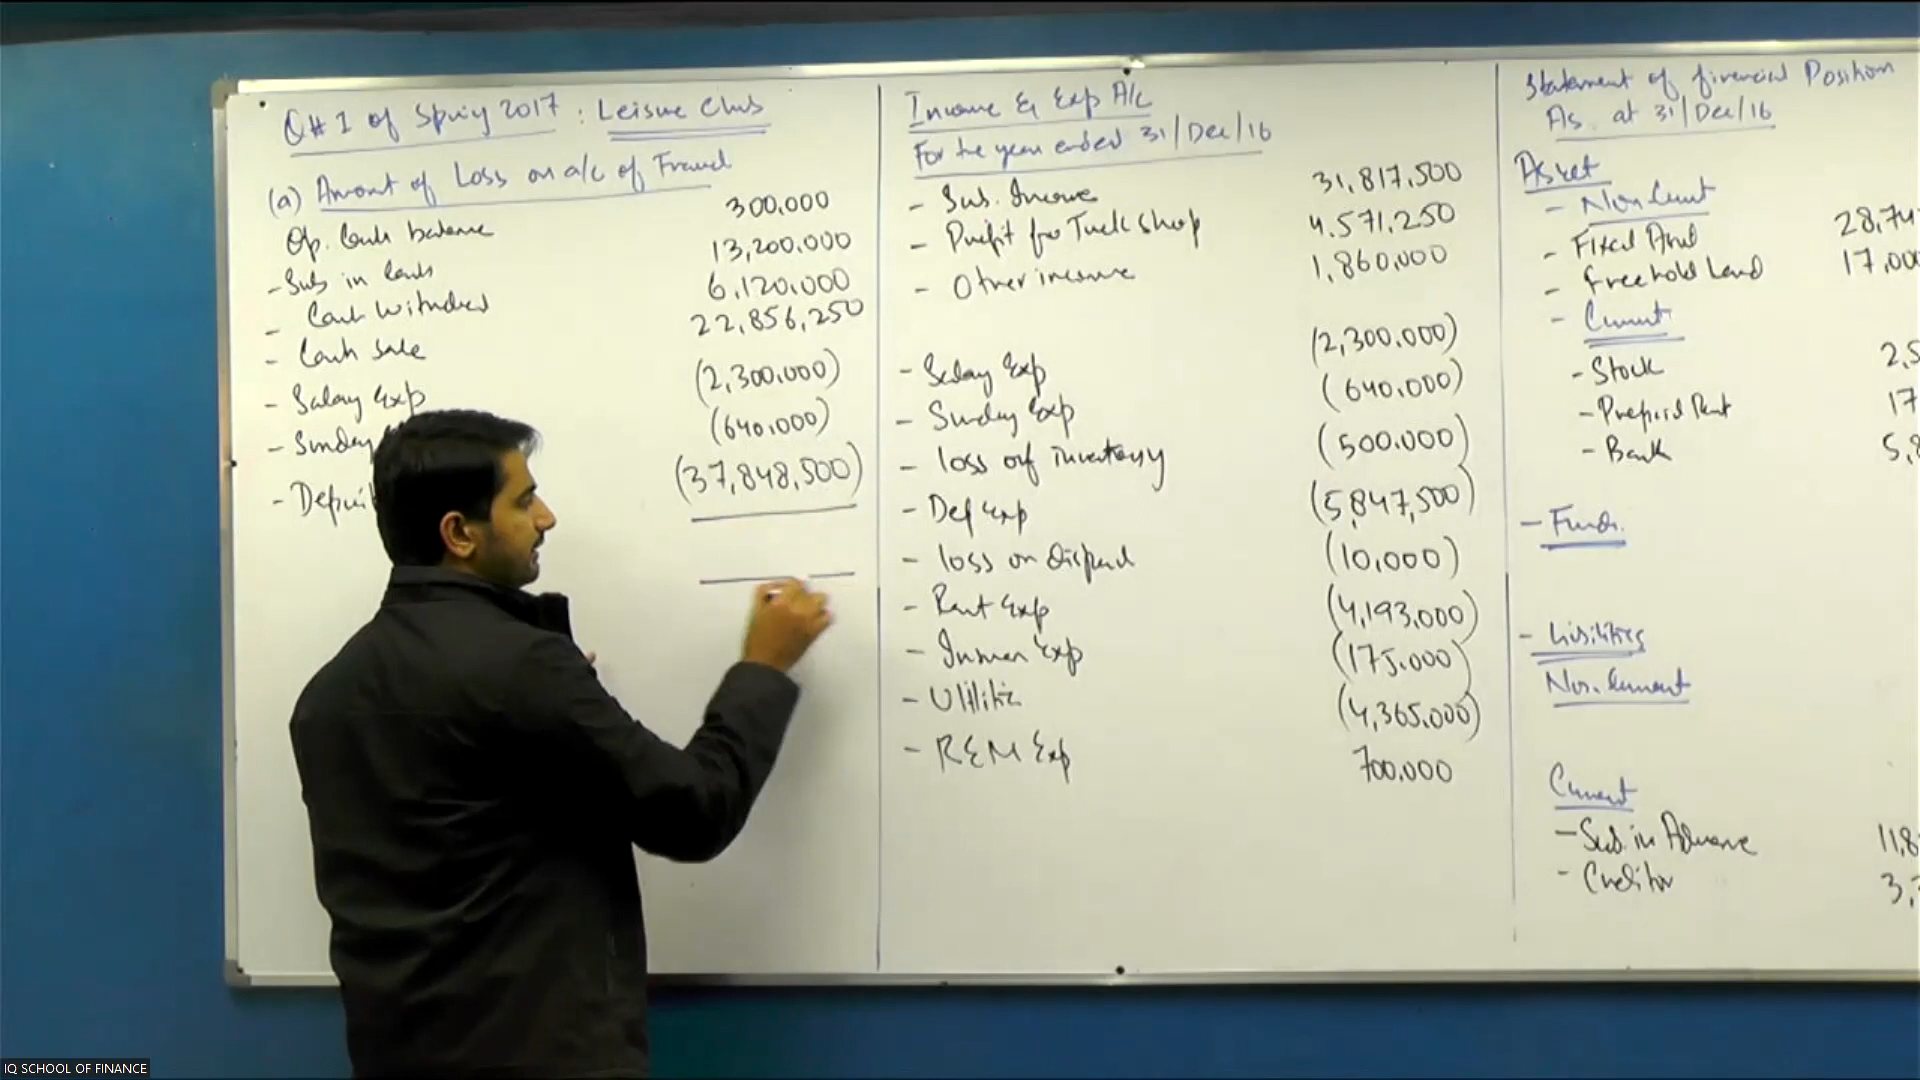 Q# 1 of Spring 2017 : Leisure Club
(a) Amount of Loss on a/c of Fraud
Op. Cash balance 300,000
- Sub in Cash 13,200,000
- Cash Withdrew 6,120,000
- Cash Sale 22,856,250
- Salary Exp (2,300,000)
- Sunday (640,000)
- Deposit (37,848,500)
Income & Exp A/c
For the year ended 31/Dec/16
- Sub. Income 31,817,500
- Profit for Tuck Shop 4,571,250
- Other income 1,860,000
- Salary Exp (2,300,000)
- Sunday Exp (640,000)
- loss of inventory (500,000)
- Dep Exp (5,847,500)
- loss on disposal (10,000)
- Rent Exp (4,193,000)
- Exp (175,000)
- Utilities (4,365,000)
- R&M Exp 700,000
Statement of financial Position
As at 31/Dec/16
Asset
- Non Current
- Fixed Asset 28,74
- freehold Land 17,000
- Current
- Stock 2,5
- Prepaid Rent 17
- Bank 5,8
- Funds.
- Liabilities
Non. Current
Current
- Sub in Advance 11,8
- Creditor 3,
IQ SCHOOL OF FINANCE